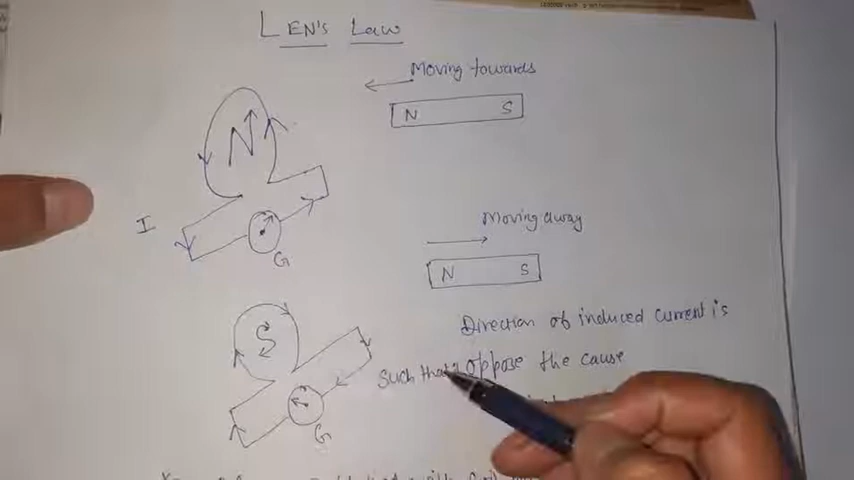 LEN's Law
Moving towards
N S
N
I
G
Moving away
N S
S
Direction of induced current is
such that oppose the cause
G